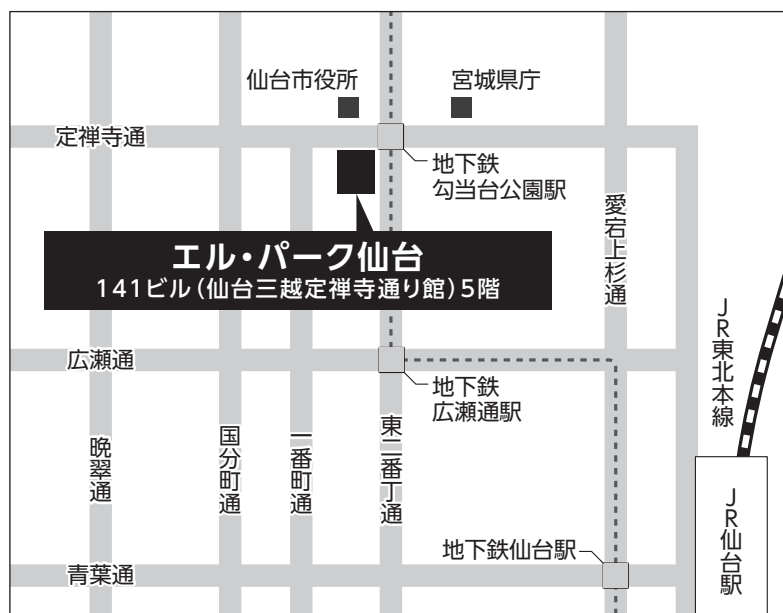 仙台市役所
宮城県庁
定禅寺通
地下鉄
勾当台公園駅
愛宕上杉通
エル・パーク仙台
141ビル(仙台三越定禅寺通り館)5階
JR東北本線
広瀬通
地下鉄
広瀬通駅
晩翠通
国分町通
一番町通
東二番丁通
地下鉄仙台駅
JR仙台駅
青葉通